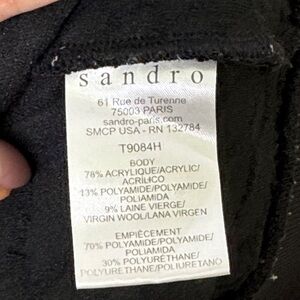 sandro
61 Rue de Turenne
75003 PARIS
sandro-paris.com
SMCP USA - RN 132784
T9084H
BODY
78% ACRYLIQUE/ACRYLIC/
ACRÍLICO
13% POLYAMIDE/POLYAMIDE/
POLIAMIDA
9% LAINE VIERGE/
VIRGIN WOOL/LANA VIRGEN
EMPIÈCEMENT
70% POLYAMIDE/POLYAMIDE/
POLIAMIDA
30% POLYURÉTHANE/
POLYURETHANE/POLIURETANO